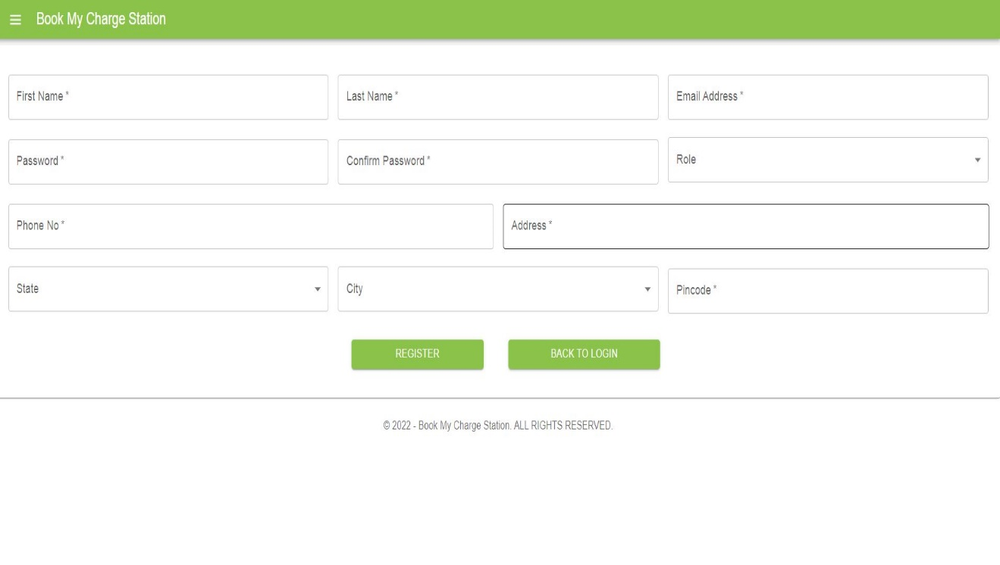 Book My Charge Station
First Name *
Last Name *
Email Address *
Password *
Confirm Password *
Role
Phone No *
Address *
State
City
Pincode *
REGISTER
BACK TO LOGIN
© 2022 - Book My Charge Station. ALL RIGHTS RESERVED.